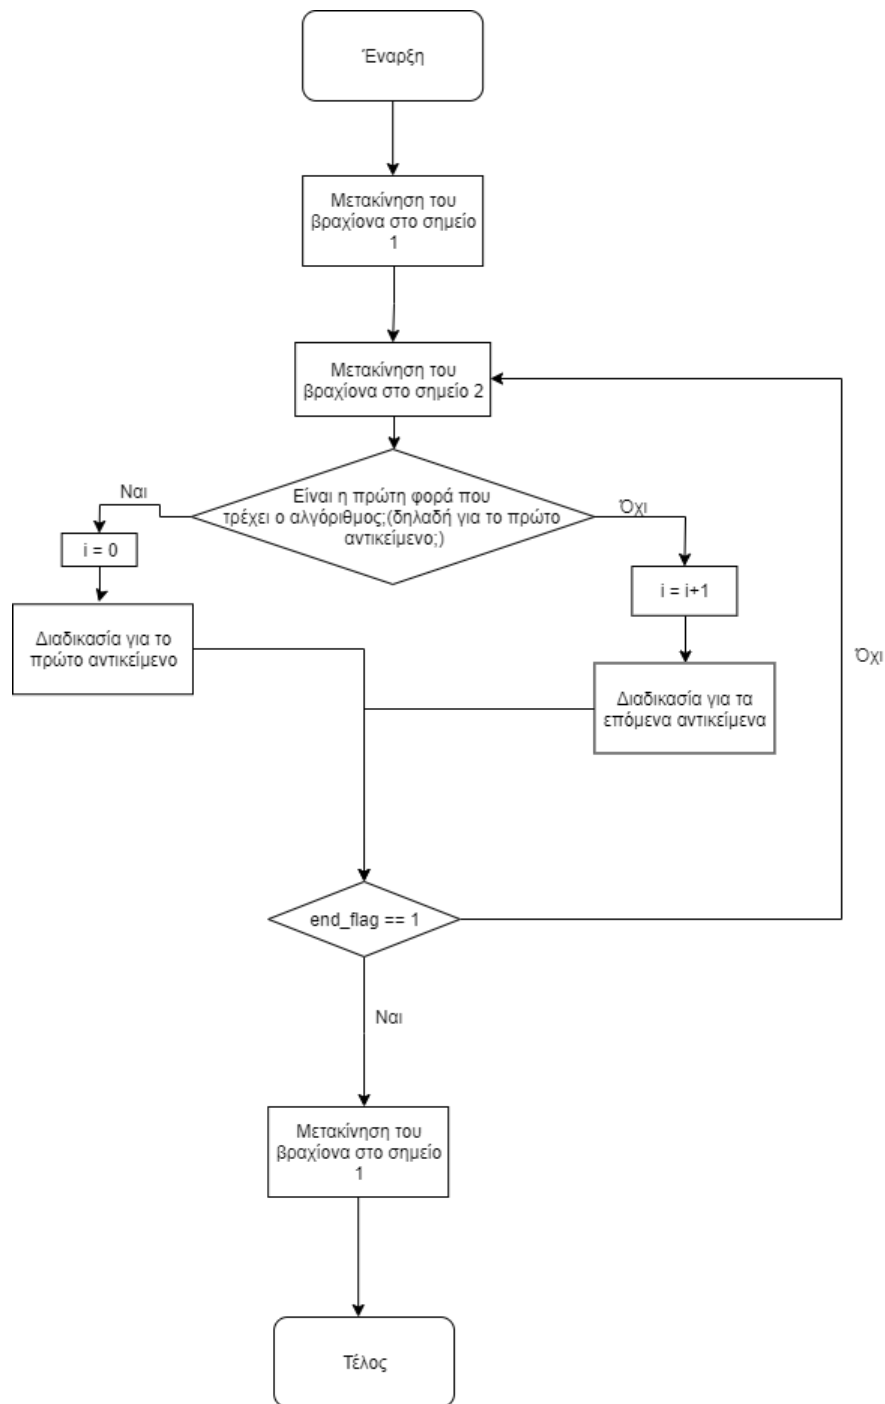 Έναρξη
Μετακίνηση του
βραχίονα στο σημείο
1
Μετακίνηση του
βραχίονα στο σημείο 2
Είναι η πρώτη φορά που
τρέχει ο αλγόριθμος;(δηλαδή για το πρώτο
αντικείμενο;)
Ναι
Όχι
i = 0
i = i+1
Διαδικασία για το
πρώτο αντικείμενο
Διαδικασία για τα
επόμενα αντικείμενα
Όχι
end_flag == 1
Ναι
Μετακίνηση του
βραχίονα στο σημείο
1
Τέλος